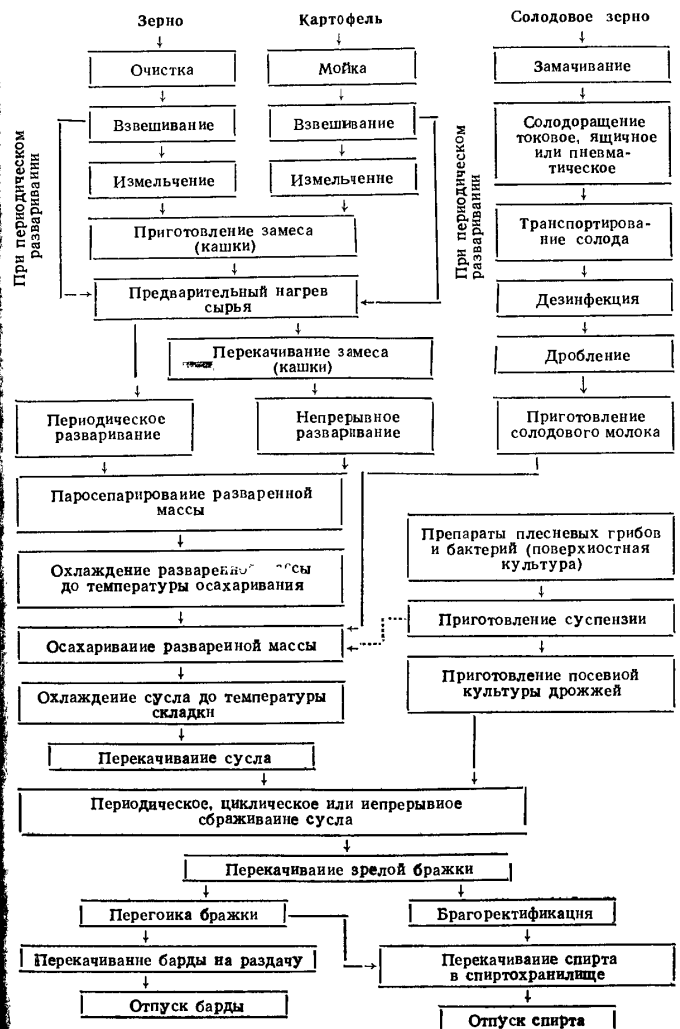 Зерно
Картофель
Солодовое зерно
Очистка
Мойка
Замачивание
Взвешивание
Взвешивание
Солодоращение
токовое, ящичное
или пневма-
тическое
При периодическом
разваривании
При периодическом
разваривании
Измельчение
Измельчение
Приготовление замеса
(кашки)
Транспортирова-
ние солода
Предварительный нагрев
сырья
Дезинфекция
Перекачивание замеса
(кашки)
Дробление
Периодическое
разваривание
Непрерывное
разваривание
Приготовление
солодового молока
Паросепарирование разваренной
массы
Препараты плесневых грибов
и бактерий (поверхностная
культура)
Охлаждение
до температуры осахаривания
Приготовление суспензии
Осахаривание разваренной массы
Приготовление посевной
культуры дрожжей
Охлаждение сусла до температуры
складки
Перекачивание сусла
Периодическое, циклическое или непрерывное
сбраживание сусла
Перекачивание зрелой бражки
Перегонка бражки
Брагоректификация
Перекачивание барды на раздачу
Перекачивание спирта
в спиртохранилище
Отпуск барды
Отпуск спирта